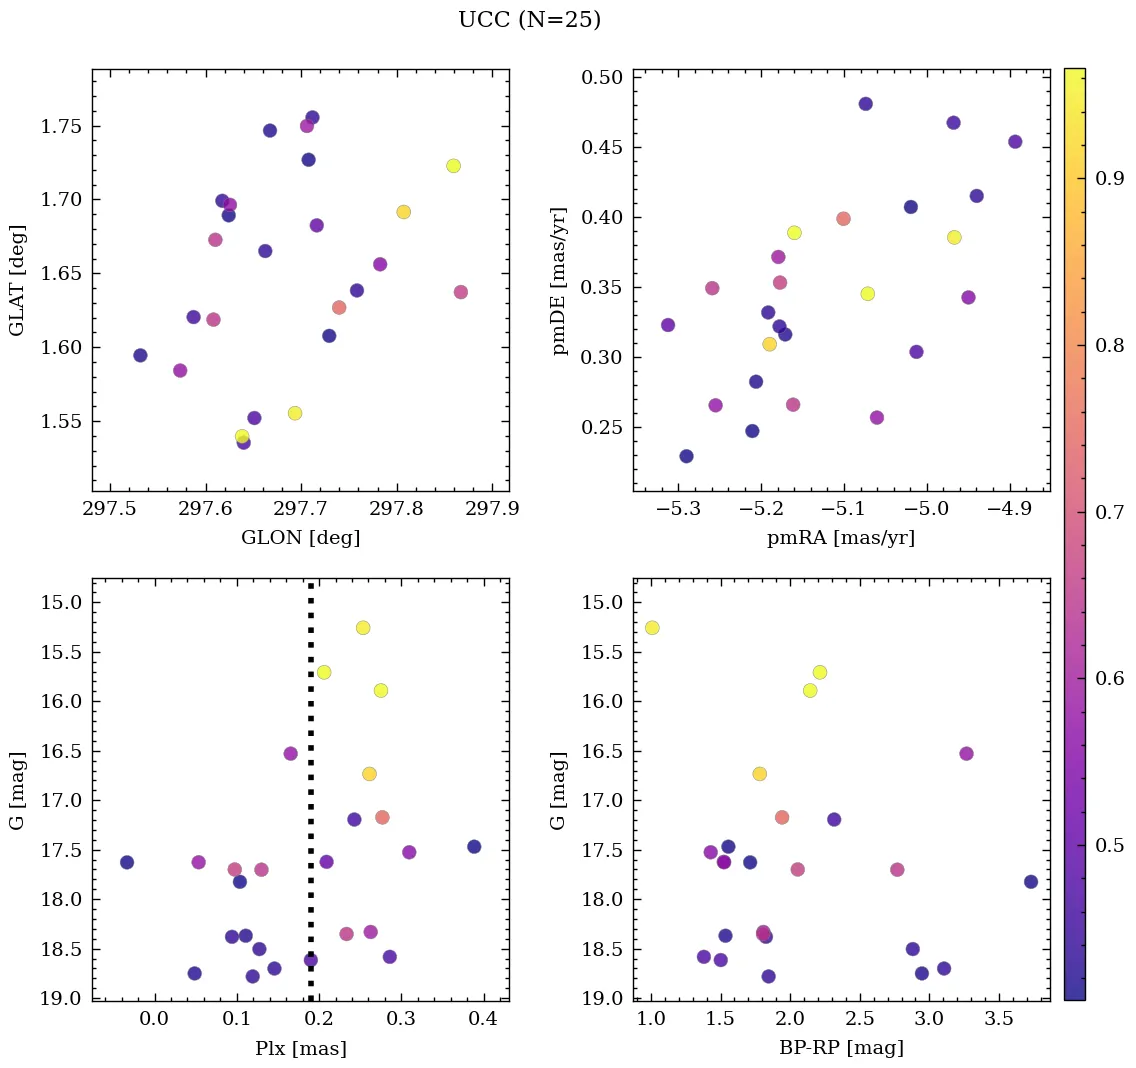 UCC (N=25)
1.75
1.70
1.65
1.60
1.55
GLAT [deg]
297.5 297.6 297.7 297.8 297.9
GLON [deg]
0.50
0.45
0.40
0.35
0.30
0.25
pmDE [mas/yr]
−5.3 −5.2 −5.1 −5.0 −4.9
pmRA [mas/yr]
0.9
0.8
0.7
0.6
0.5
15.0
15.5
16.0
16.5
17.0
17.5
18.0
18.5
19.0
G [mag]
0.0 0.1 0.2 0.3 0.4
Plx [mas]
15.0
15.5
16.0
16.5
17.0
17.5
18.0
18.5
19.0
G [mag]
1.0 1.5 2.0 2.5 3.0 3.5
BP-RP [mag]